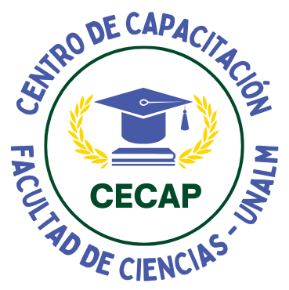 CENTRO DE CAPACITACIÓN
CECAP
FACULTAD DE CIENCIAS - UNALM